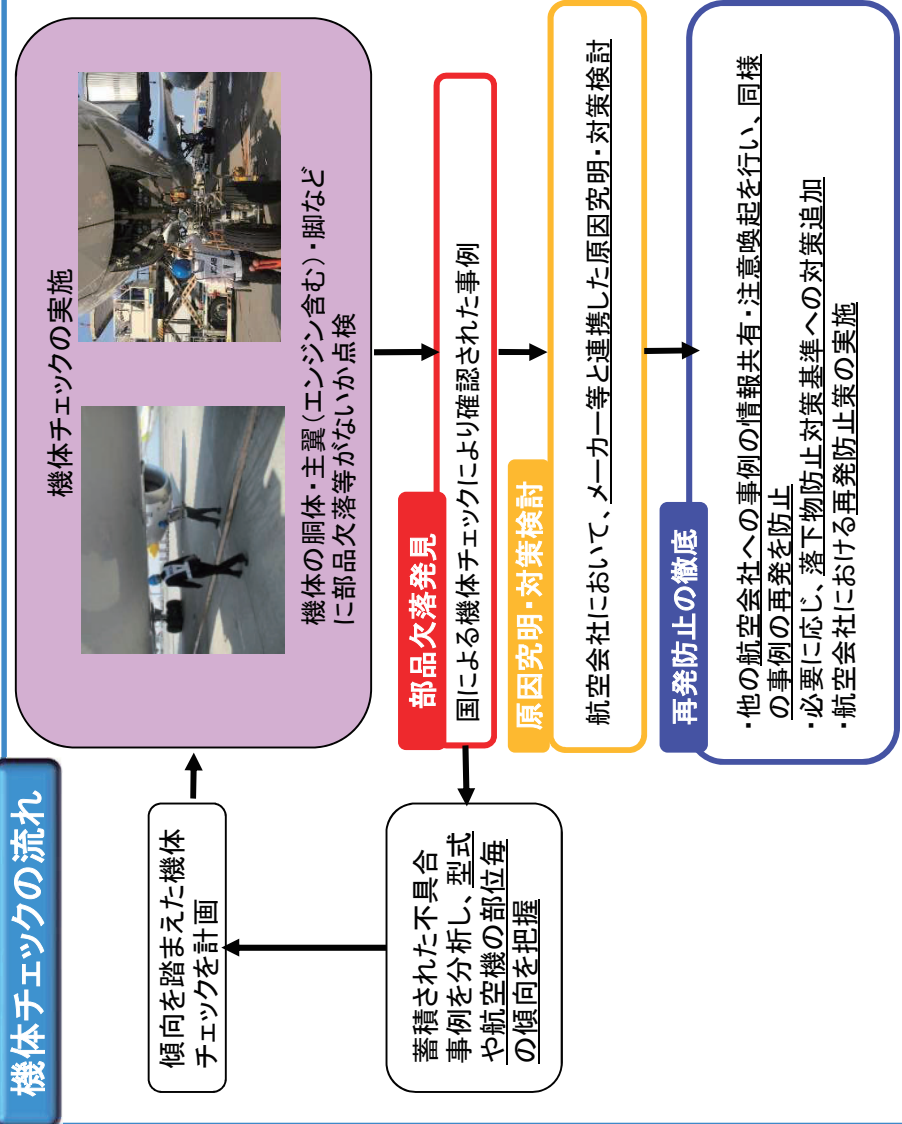 機体チェックの流れ
傾向を踏まえた機体
チェックを計画
蓄積された不具合
事例を分析し、型式
や航空機の部位毎
の傾向を把握
機体チェックの実施
機体の胴体・主翼(エンジン含む)・脚など
に部品欠落等がないか点検
部品欠落発見
国による機体チェックにより確認された事例
原因究明・対策検討
航空会社において、メーカー等と連携した原因究明・対策検討
再発防止の徹底
・他の航空会社への事例の情報共有・注意喚起を行い、同様
の事例の再発を防止
・必要に応じ、落下物防止対策基準への対策追加
・航空会社における再発防止策の実施